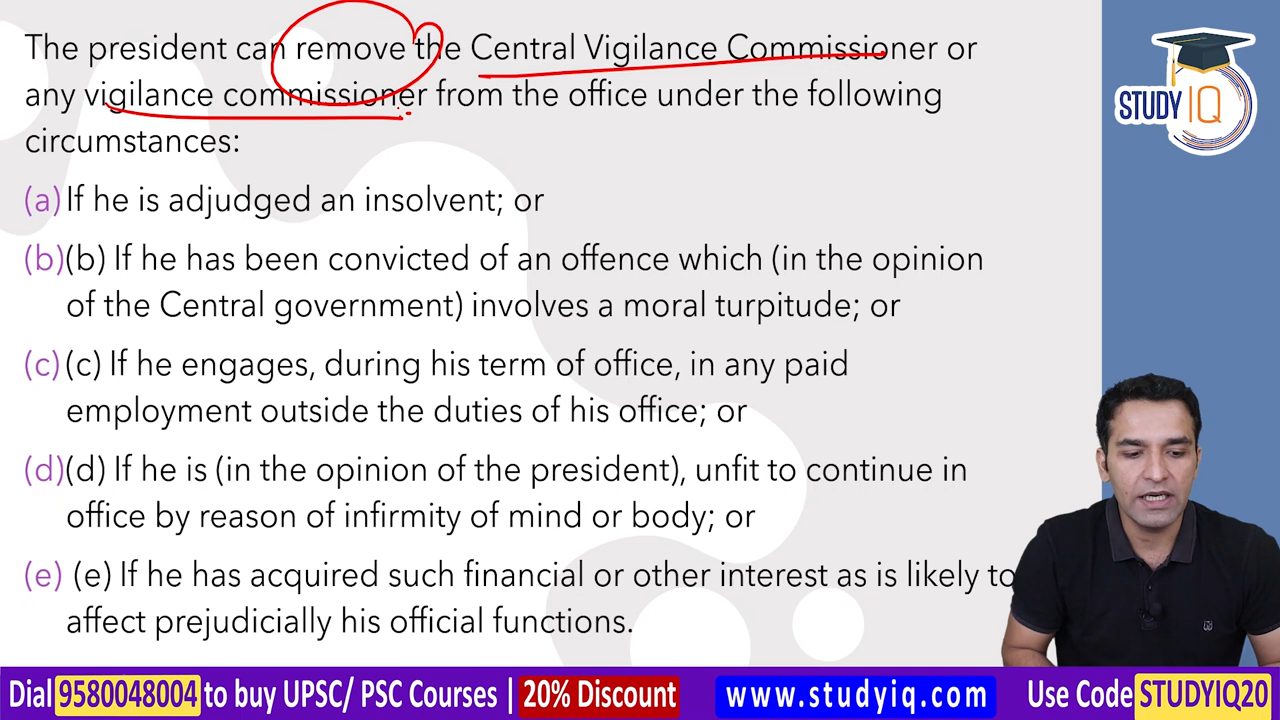 The president can remove the Central Vigilance Commissioner or
any vigilance commissioner from the office under the following
circumstances:
(a) If he is adjudged an insolvent; or
(b)(b) If he has been convicted of an offence which (in the opinion
of the Central government) involves a moral turpitude; or
(c)(c) If he engages, during his term of office, in any paid
employment outside the duties of his office; or
(d)(d) If he is (in the opinion of the president), unfit to continue in
office by reason of infirmity of mind or body; or
(e) (e) If he has acquired such financial or other interest as is likely to
affect prejudicially his official functions.
STUDY IQ
Dial 9580048004 to buy UPSC/ PSC Courses | 20% Discount www.studyiq.com Use Code STUDYIQ20